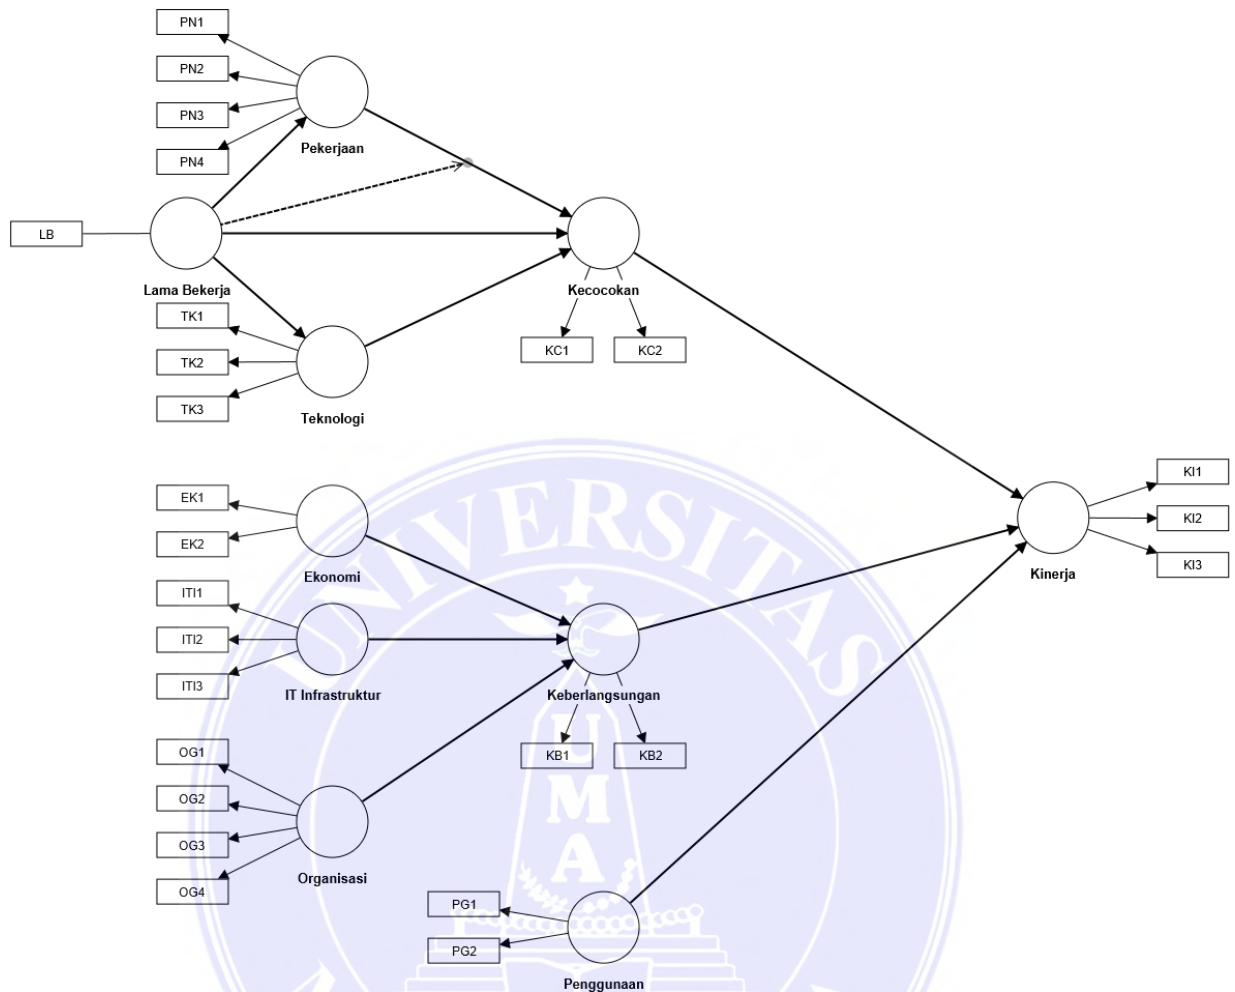 PN1
PN2
PN3
PN4
Pekerjaan
LB
Lama Bekerja
Kecocokan
KC1
KC2
TK1
TK2
TK3
Teknologi
EK1
EK2
Ekonomi
ITI1
ITI2
ITI3
IT Infrastruktur
Keberlangsungan
KB1
KB2
KI1
KI2
KI3
Kinerja
OG1
OG2
OG3
OG4
Organisasi
PG1
PG2
Penggunaan
UNIVERSITAS
UMA